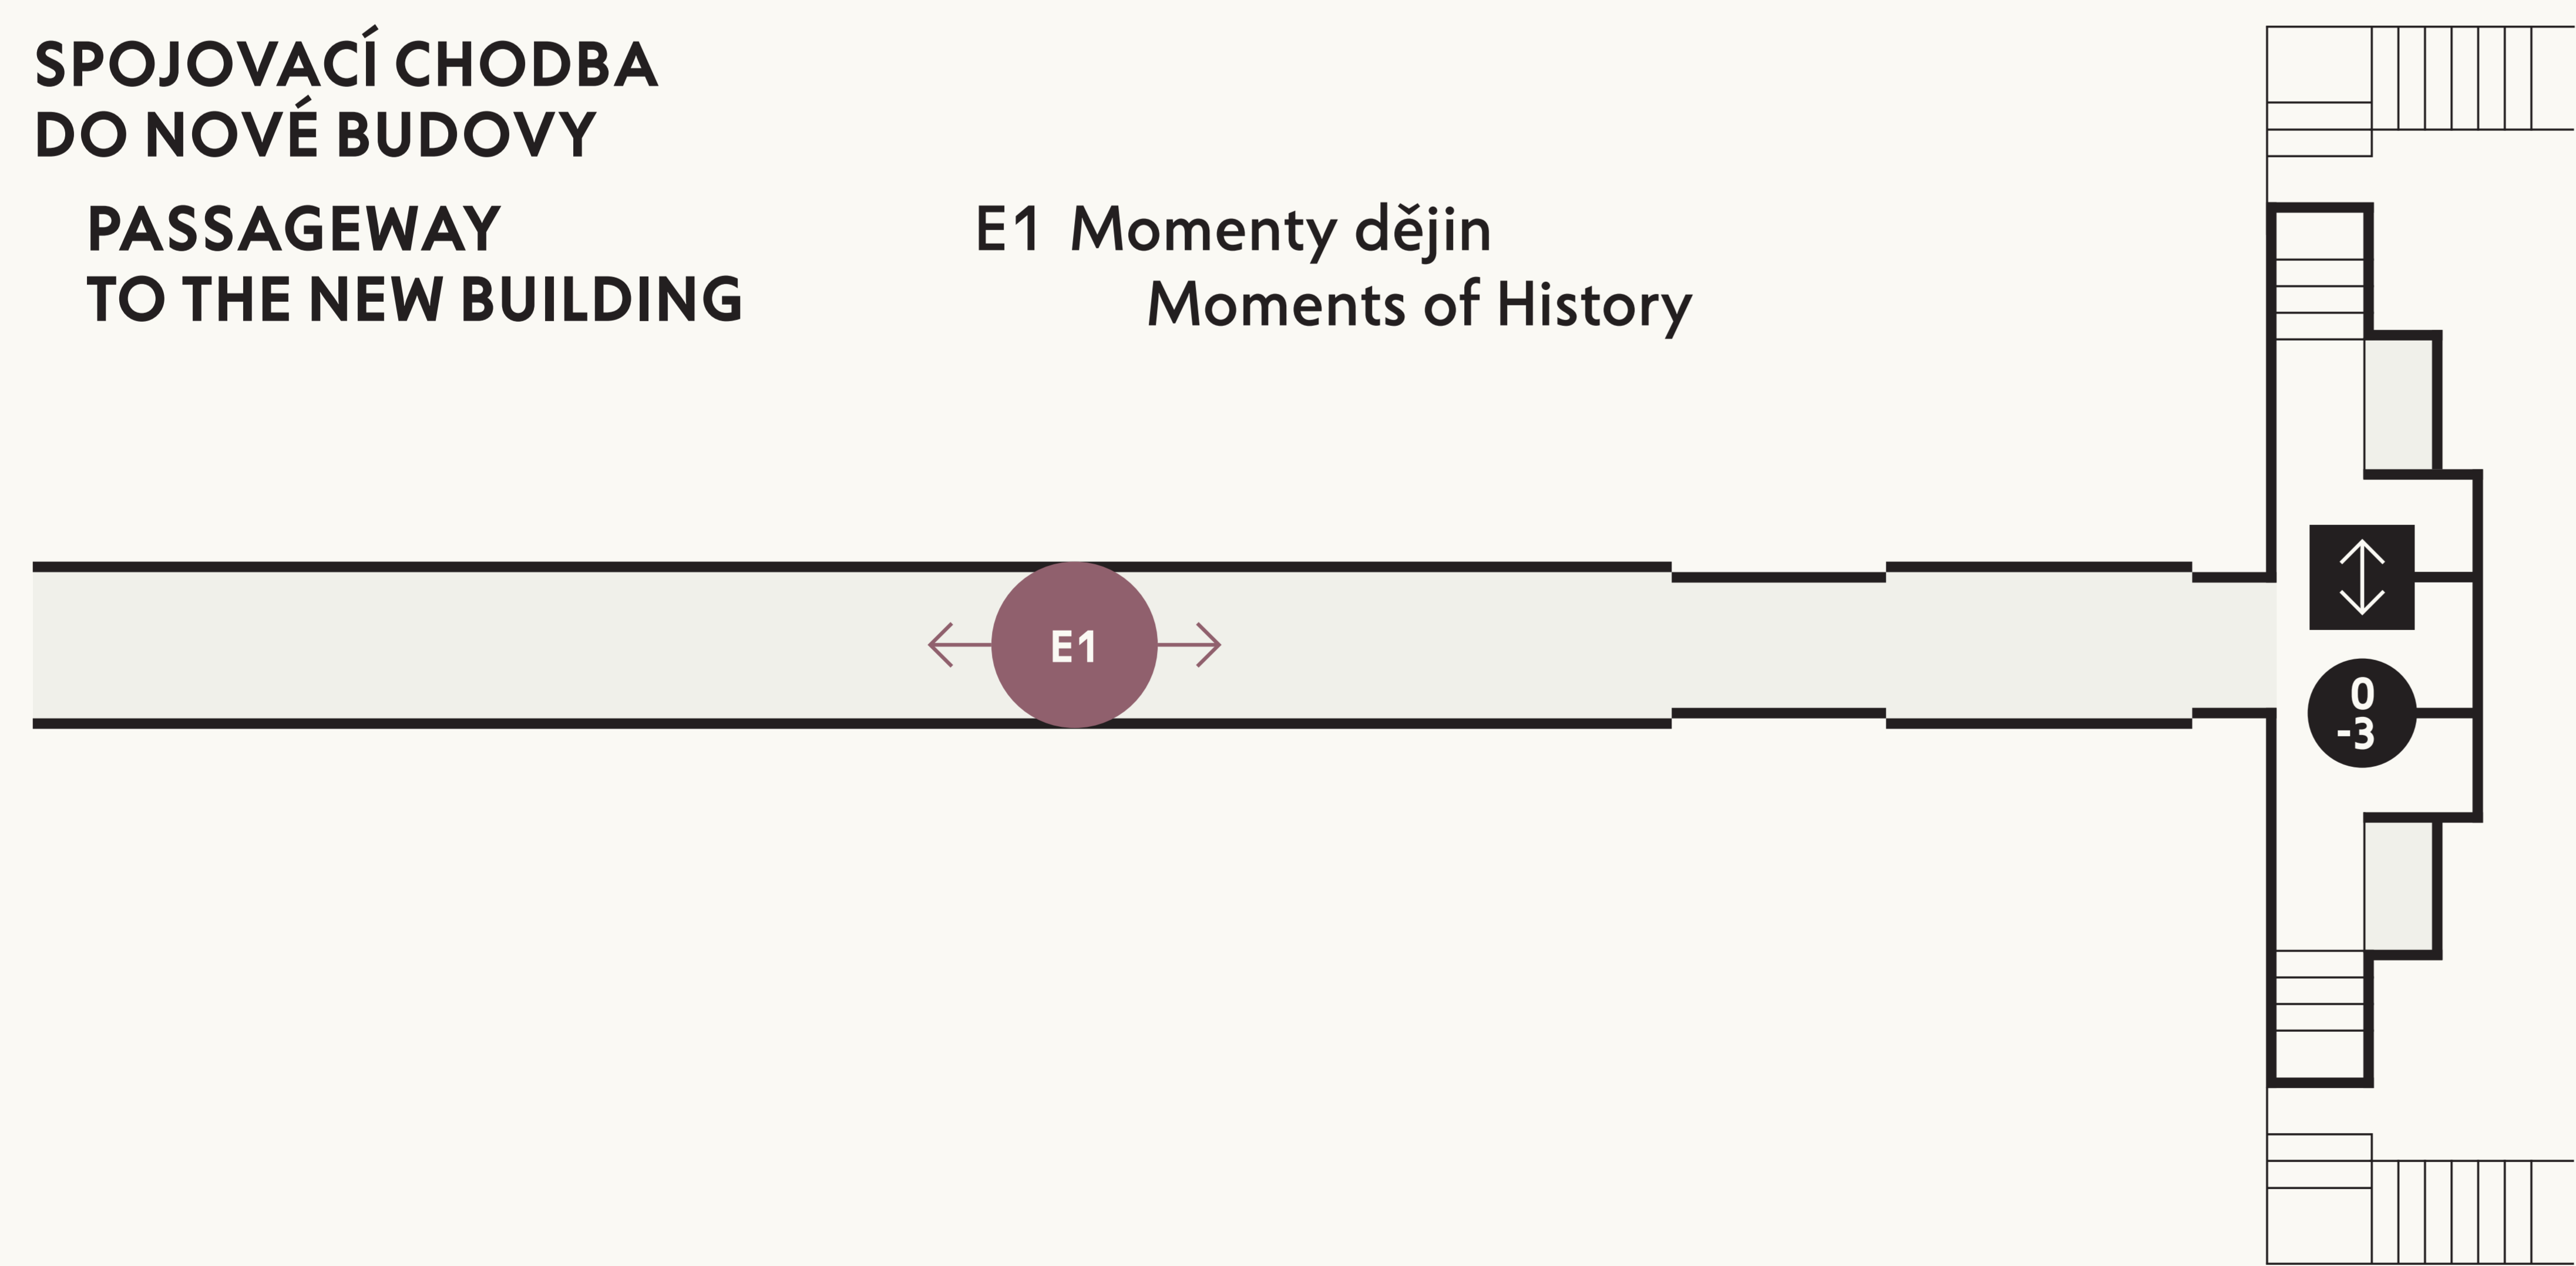 SPOJOVACÍ CHODBA
DO NOVÉ BUDOVY
PASSAGEWAY
TO THE NEW BUILDING
E1 Momenty dějin
Moments of History
E1
0
-3